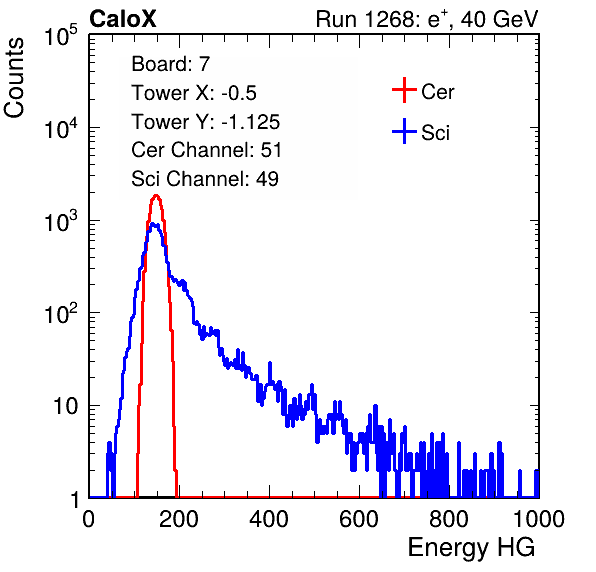 CaloX Run 1268: e⁺, 40 GeV
Counts
Board: 7
Tower X: -0.5
Tower Y: -1.125
Cer Channel: 51
Sci Channel: 49
Cer
Sci
10⁵
10⁴
10³
10²
10
1
0 200 400 600 800 1000
Energy HG